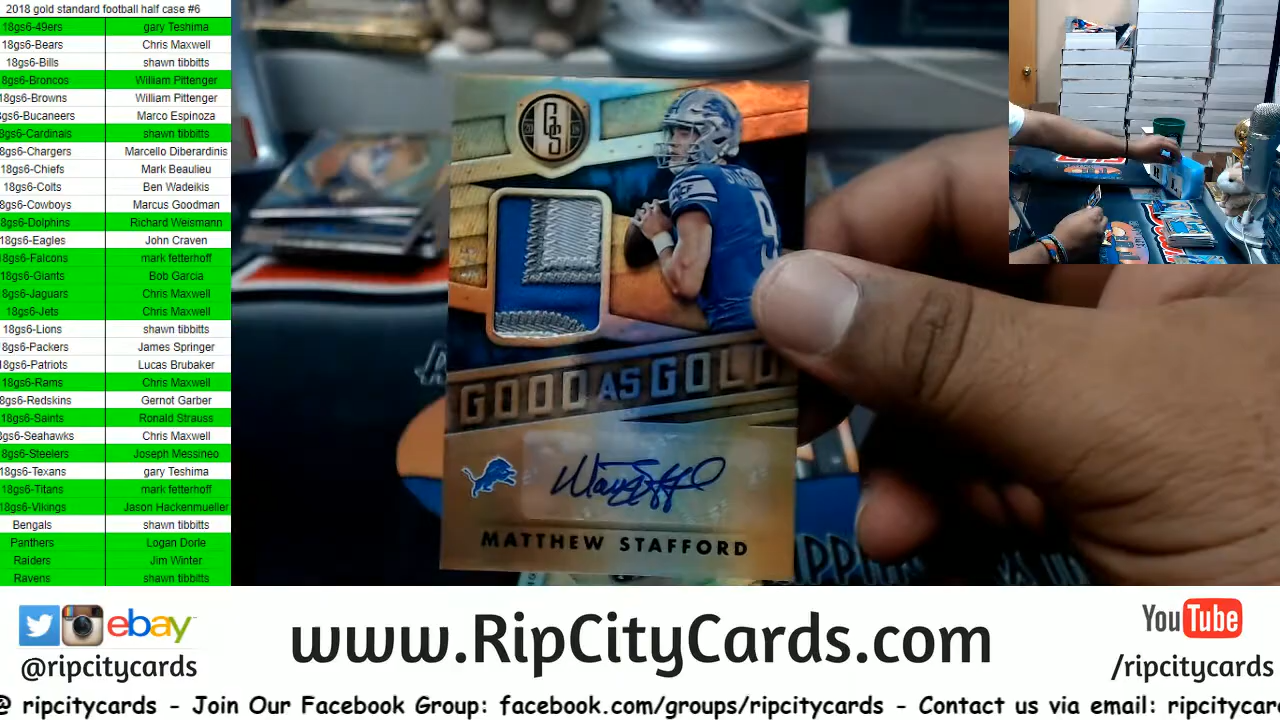 2018 gold standard football half case #6
18gs6-49ers gary Teshima
18gs6-Bears Chris Maxwell
18gs6-Bills shawn tibbitts
8gs6-Broncos William Pittenger
18gs6-Browns William Pittenger
gs6-Bucaneers Marco Espinoza
8gs6-Cardinals shawn tibbitts
8gs6-Chargers Marcello Diberardinis
18gs6-Chiefs Mark Beaulieu
18gs6-Colts Ben Wadeikis
8gs6-Cowboys Marcus Goodman
8gs6-Dolphins Richard Weismann
18gs6-Eagles John Craven
8gs6-Falcons mark fetterhoff
18gs6-Giants Bob Garcia
8gs6-Jaguars Chris Maxwell
18gs6-Jets Chris Maxwell
18gs6-Lions shawn tibbitts
8gs6-Packers James Springer
18gs6-Patriots Lucas Brubaker
18gs6-Rams Chris Maxwell
8gs6-Redskins Gernot Garber
18gs6-Saints Ronald Strauss
8gs6-Seahawks Chris Maxwell
8gs6-Steelers Joseph Messineo
18gs6-Texans gary Teshima
18gs6-Titans mark fetterhoff
18gs6-Vikings Jason Hackenmueller
Bengals shawn tibbitts
Panthers Logan Dorle
Raiders Jim Winter
Ravens shawn tibbitts
GS
9
GOOD AS GOLD
MATTHEW STAFFORD
ebay
@ripcitycards
www.RipCityCards.com
YouTube
/ripcitycards
@ ripcitycards - Join Our Facebook Group: facebook.com/groups/ripcitycards - Contact us via email: ripcitycar